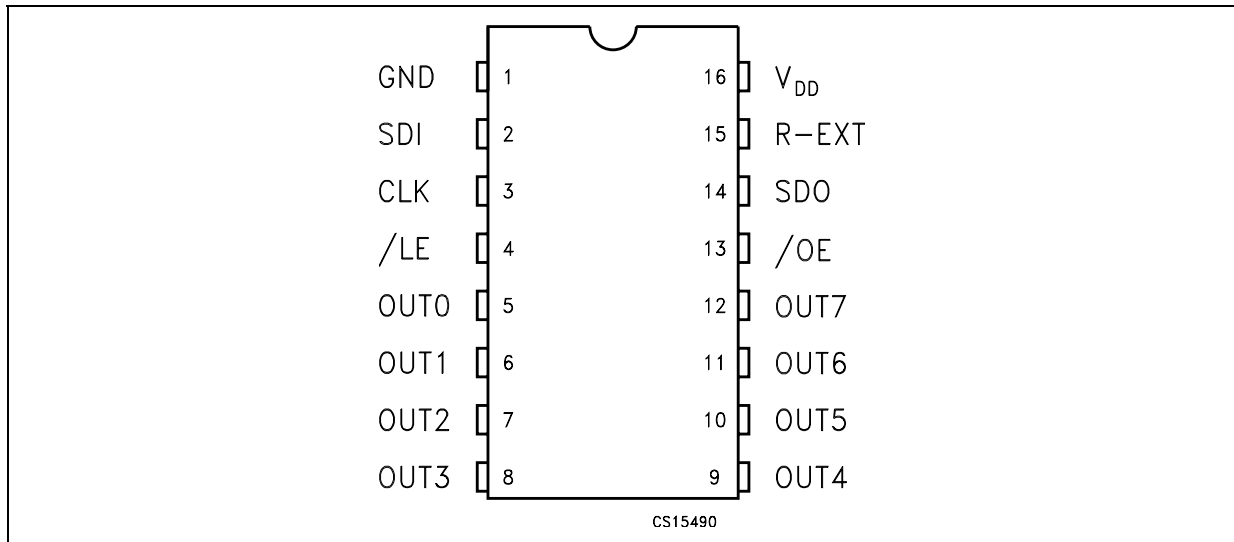 GND 1 16 VDD
SDI 2 15 R-EXT
CLK 3 14 SDO
/LE 4 13 /OE
OUT0 5 12 OUT7
OUT1 6 11 OUT6
OUT2 7 10 OUT5
OUT3 8 9 OUT4
CS15490